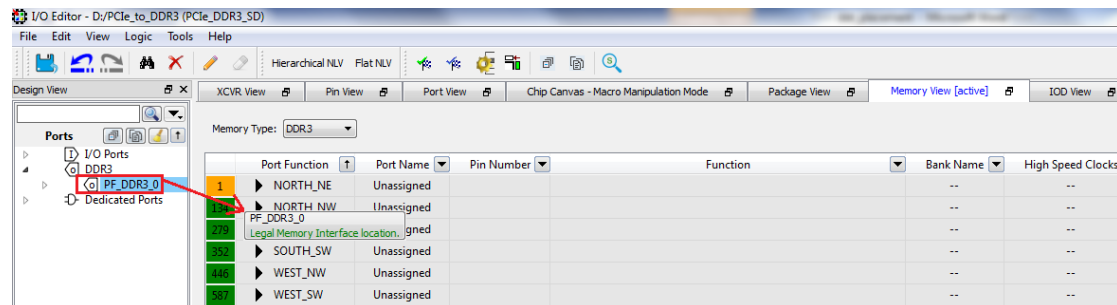 I/O Editor - D:/PCIe_to_DDR3 (PCIe_DDR3_SD)
File Edit View Logic Tools Help
Hierarchical NLV Flat NLV
Design View
XCVR View Pin View Port View Chip Canvas - Macro Manipulation Mode Package View Memory View [active] IOD View
Ports
Memory Type: DDR3
I/O Ports
DDR3
PF_DDR3_0
Dedicated Ports
Port Function Port Name Pin Number Function Bank Name High Speed Clocks
1 NORTH_NE Unassigned -- --
134 NORTH_NW Unassigned -- --
PF_DDR3_0
Legal Memory Interface location.
279 gned -- --
352 SOUTH_SW Unassigned -- --
446 WEST_NW Unassigned -- --
587 WEST_SW Unassigned -- --